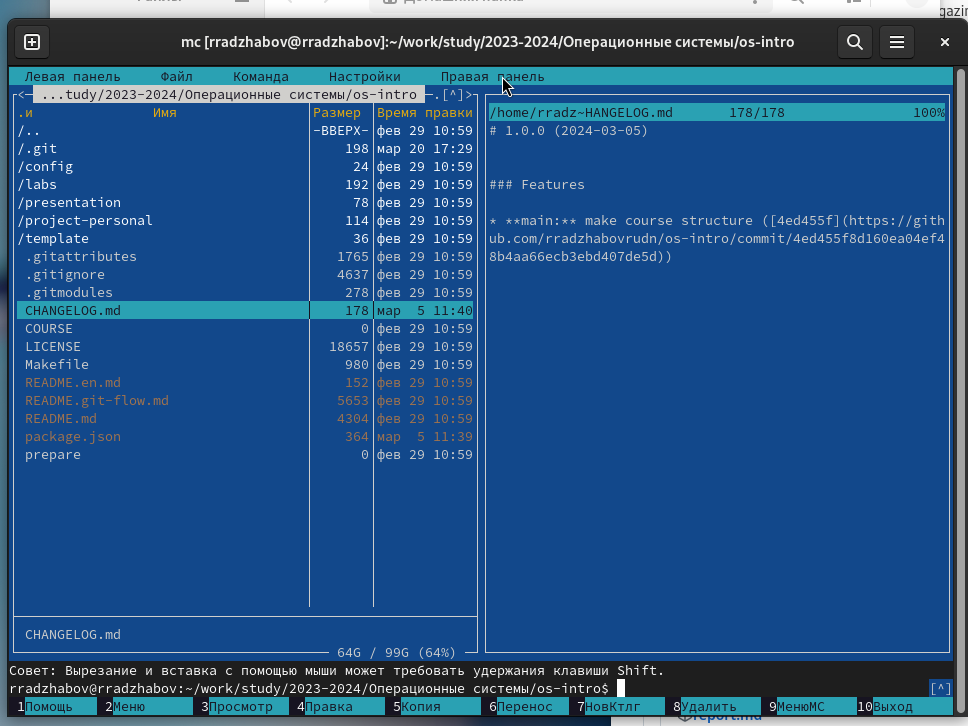 mc [rradzhabov@rradzhabov]:~/work/study/2023-2024/Операционные системы/os-intro
Левая панель Файл Команда Настройки Правая панель
<─ ...tudy/2023-2024/Операционные системы/os-intro ─.[^]>
.и Имя Размер Время правки
/.. -ВВЕРХ- фев 29 10:59
/.git 198 мар 20 17:29
/config 24 фев 29 10:59
/labs 192 фев 29 10:59
/presentation 78 фев 29 10:59
/project-personal 114 фев 29 10:59
/template 36 фев 29 10:59
.gitattributes 1765 фев 29 10:59
.gitignore 4637 фев 29 10:59
.gitmodules 278 фев 29 10:59
CHANGELOG.md 178 мар 5 11:40
COURSE 0 фев 29 10:59
LICENSE 18657 фев 29 10:59
Makefile 980 фев 29 10:59
README.en.md 152 фев 29 10:59
README.git-flow.md 5653 фев 29 10:59
README.md 4304 фев 29 10:59
package.json 364 мар 5 11:39
prepare 0 фев 29 10:59
CHANGELOG.md
64G / 99G (64%)
/home/rradz~HANGELOG.md 178/178 100%
# 1.0.0 (2024-03-05)
### Features
* **main:** make course structure ([4ed455f](https://gith
ub.com/rradzhabovrudn/os-intro/commit/4ed455f8d160ea04ef4
8b4aa66ecb3ebd407de5d))
Совет: Вырезание и вставка с помощью мыши может требовать удержания клавиши Shift.
rradzhabov@rradzhabov:~/work/study/2023-2024/Операционные системы/os-intro$ [^]
1Помощь 2Меню 3Просмотр 4Правка 5Копия 6Перенос 7НовКтлг 8Удалить 9МенюМС 10Выход
report.md